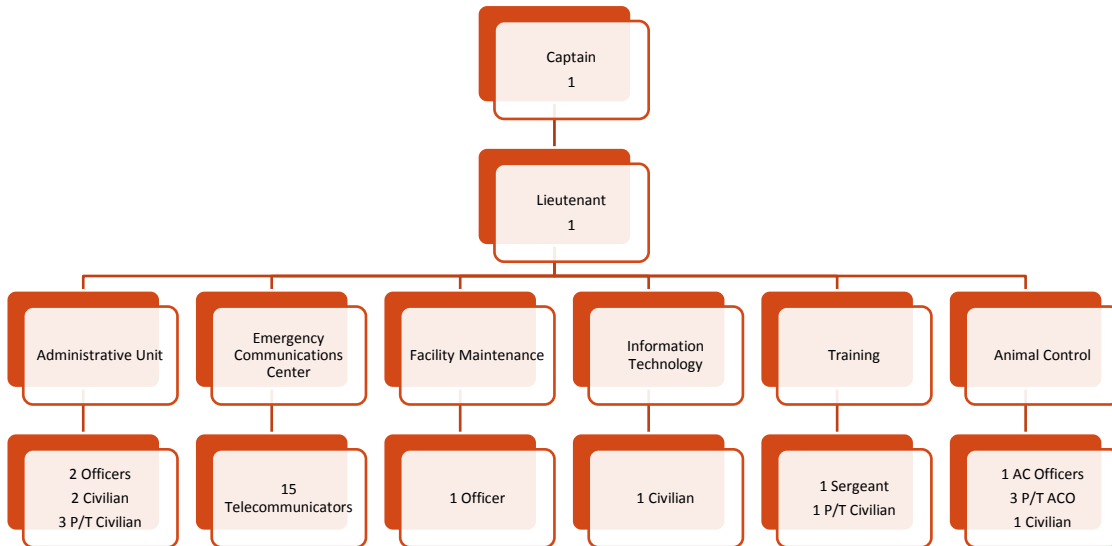 Captain
1
Lieutenant
1
Administrative Unit
Emergency
Communications
Center
Facility Maintenance
Information
Technology
Training
Animal Control
2 Officers
2 Civilian
3 P/T Civilian
15
Telecommunicators
1 Officer
1 Civilian
1 Sergeant
1 P/T Civilian
1 AC Officers
3 P/T ACO
1 Civilian